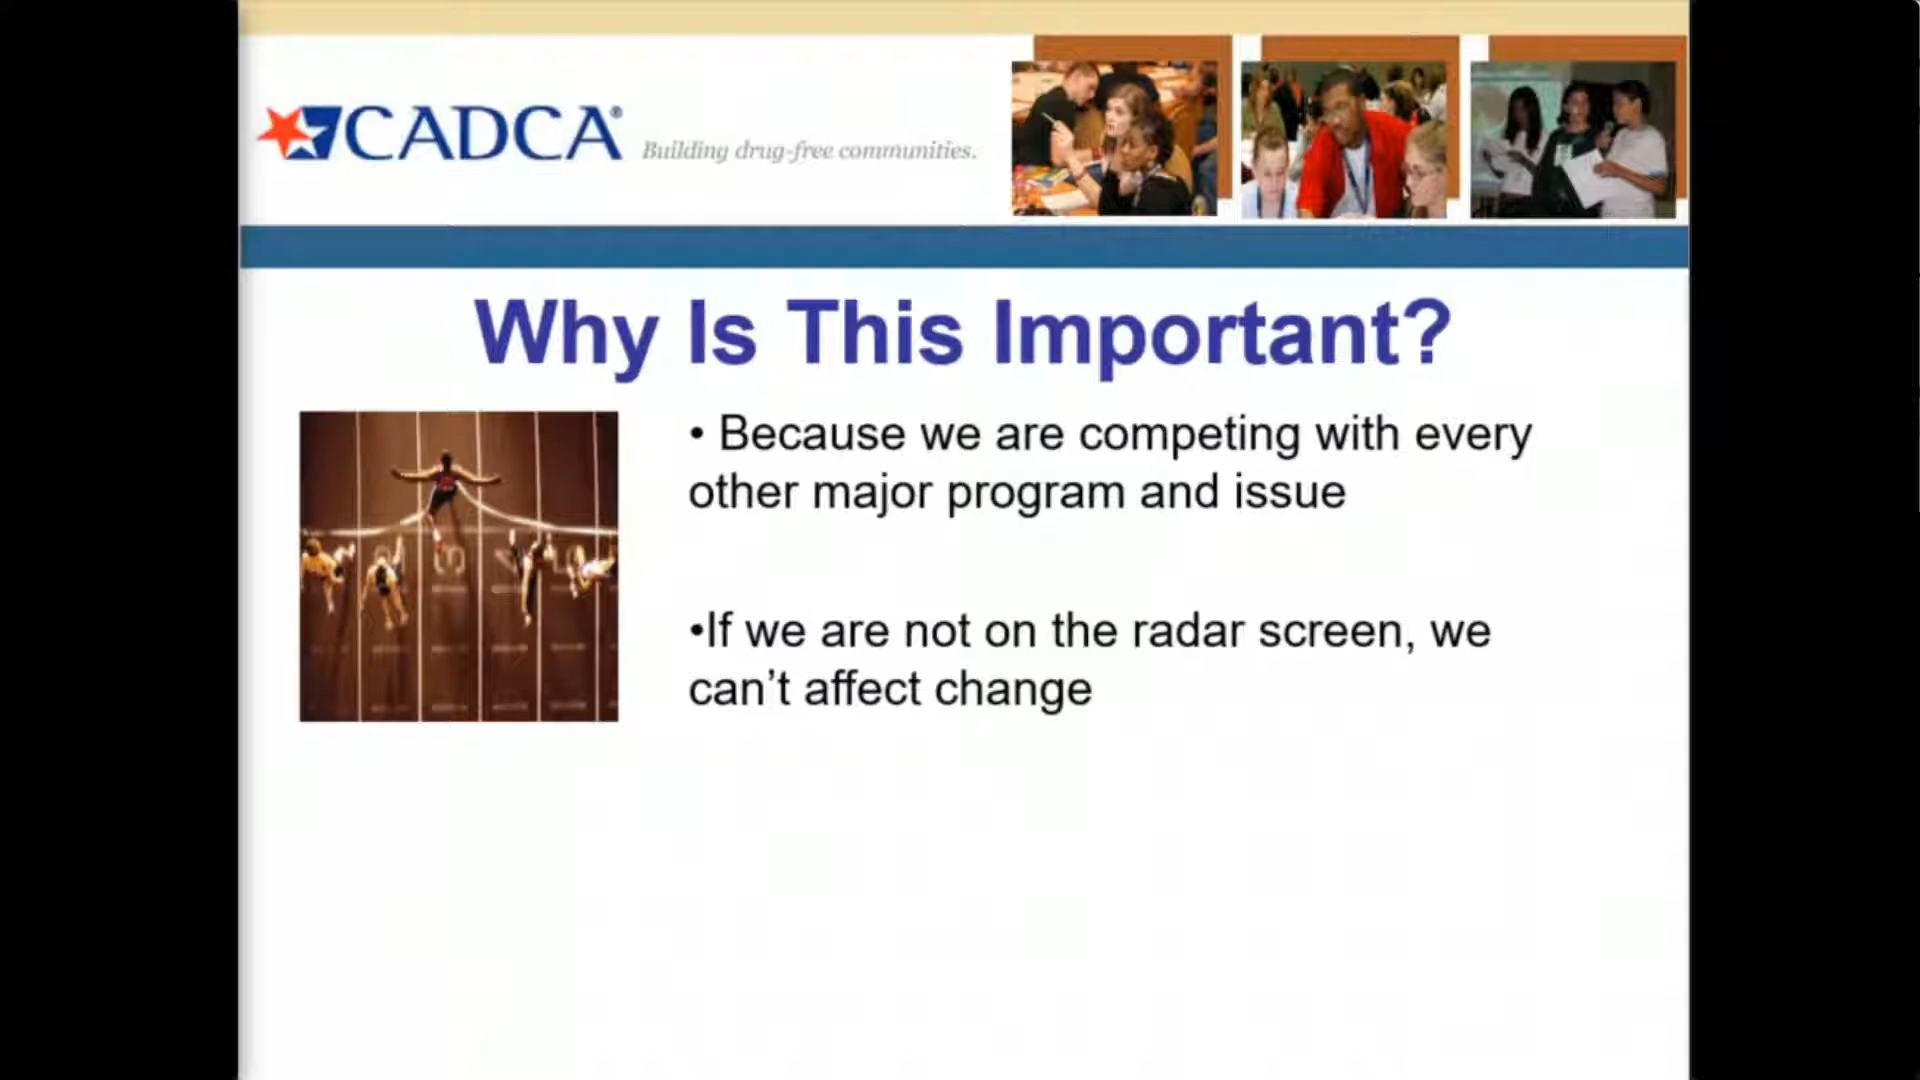 CADCA®
Building drug-free communities.
Why Is This Important?
• Because we are competing with every
other major program and issue
•If we are not on the radar screen, we
can’t affect change